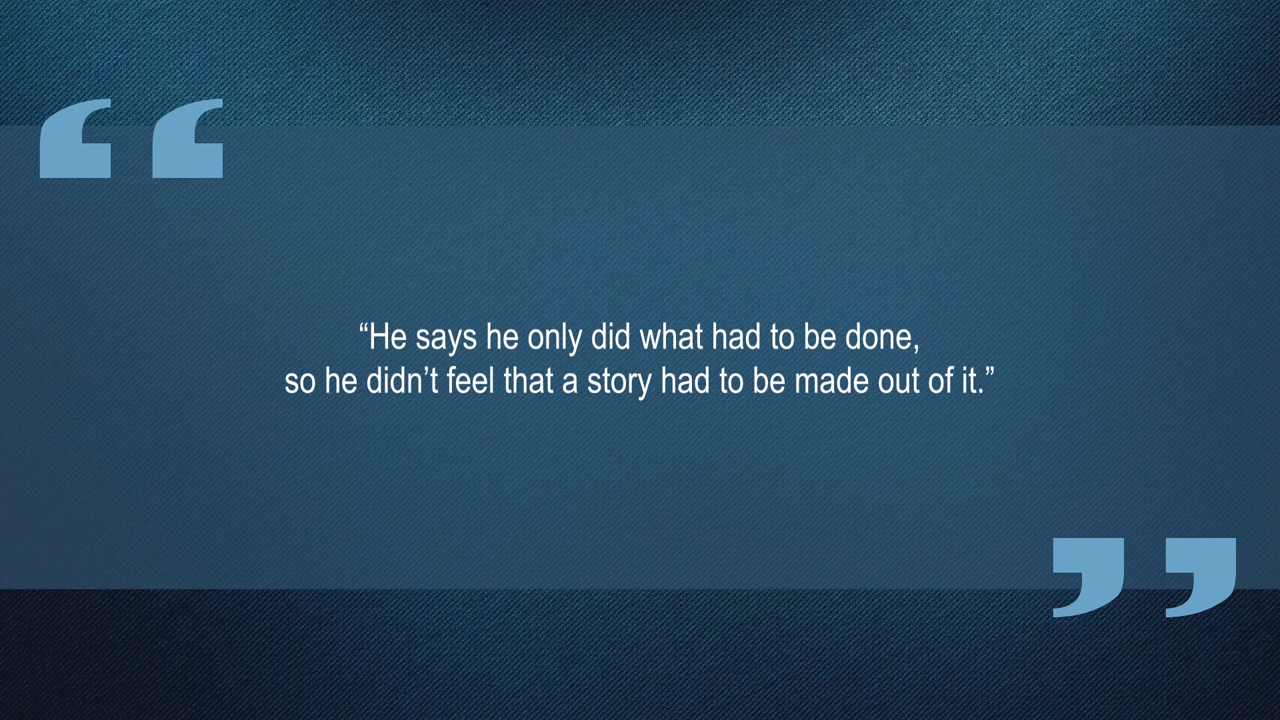 “He says he only did what had to be done,
so he didn’t feel that a story had to be made out of it.”